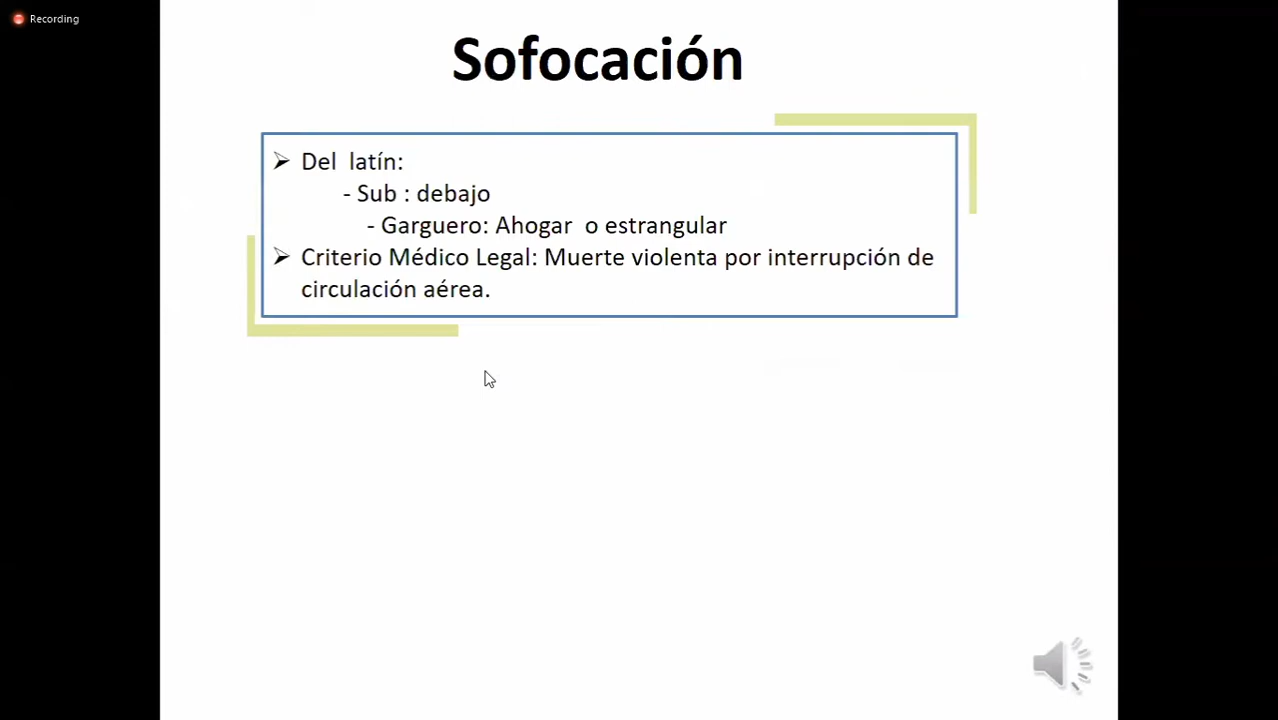 Recording
Sofocación
➢ Del latín:
- Sub : debajo
- Garguero: Ahogar o estrangular
➢ Criterio Médico Legal: Muerte violenta por interrupción de
circulación aérea.